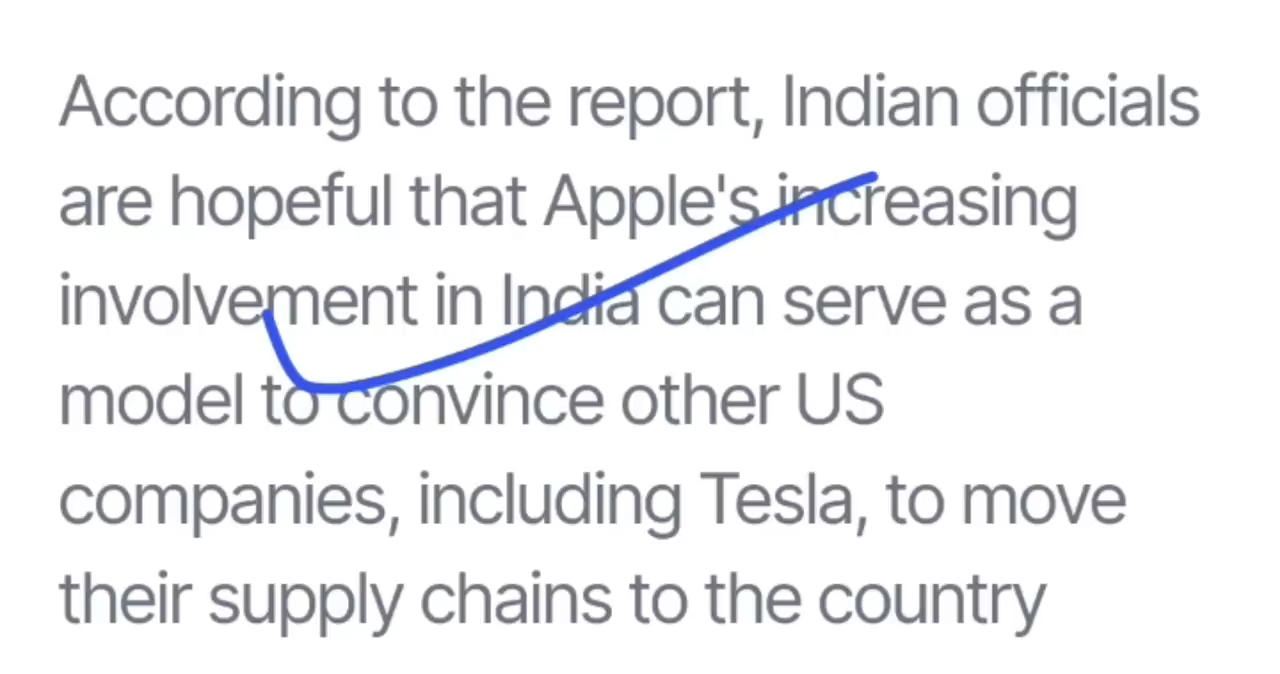 According to the report, Indian officials
are hopeful that Apple's increasing
involvement in India can serve as a
model to convince other US
companies, including Tesla, to move
their supply chains to the country